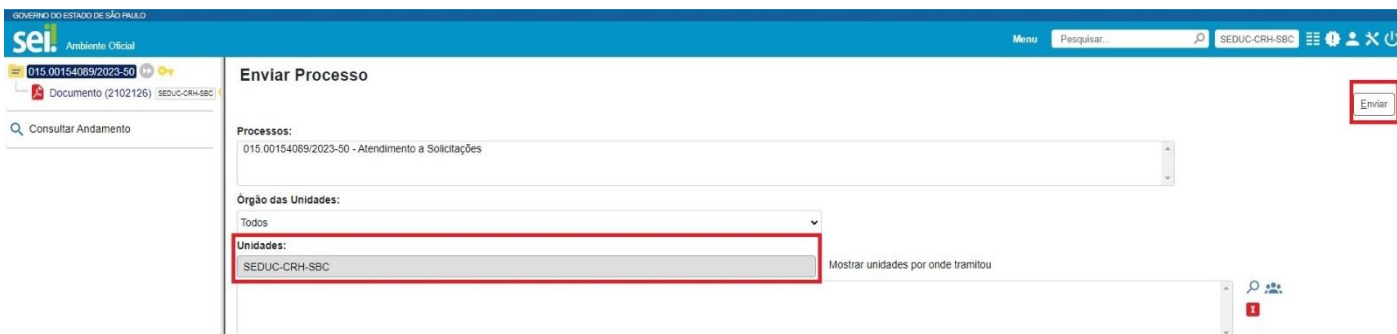 GOVERNO DO ESTADO DE SÃO PAULO
sei! Ambiente Oficial
Menu Pesquisar... SEDUC-CRH-SBC
015.00154089/2023-50
Documento (2102126) SEDUC-CRH-SBC
Consultar Andamento
Enviar Processo
Enviar
Processos:
015.00154089/2023-50 - Atendimento a Solicitações
Órgão das Unidades:
Todos
Unidades:
SEDUC-CRH-SBC
Mostrar unidades por onde tramitou